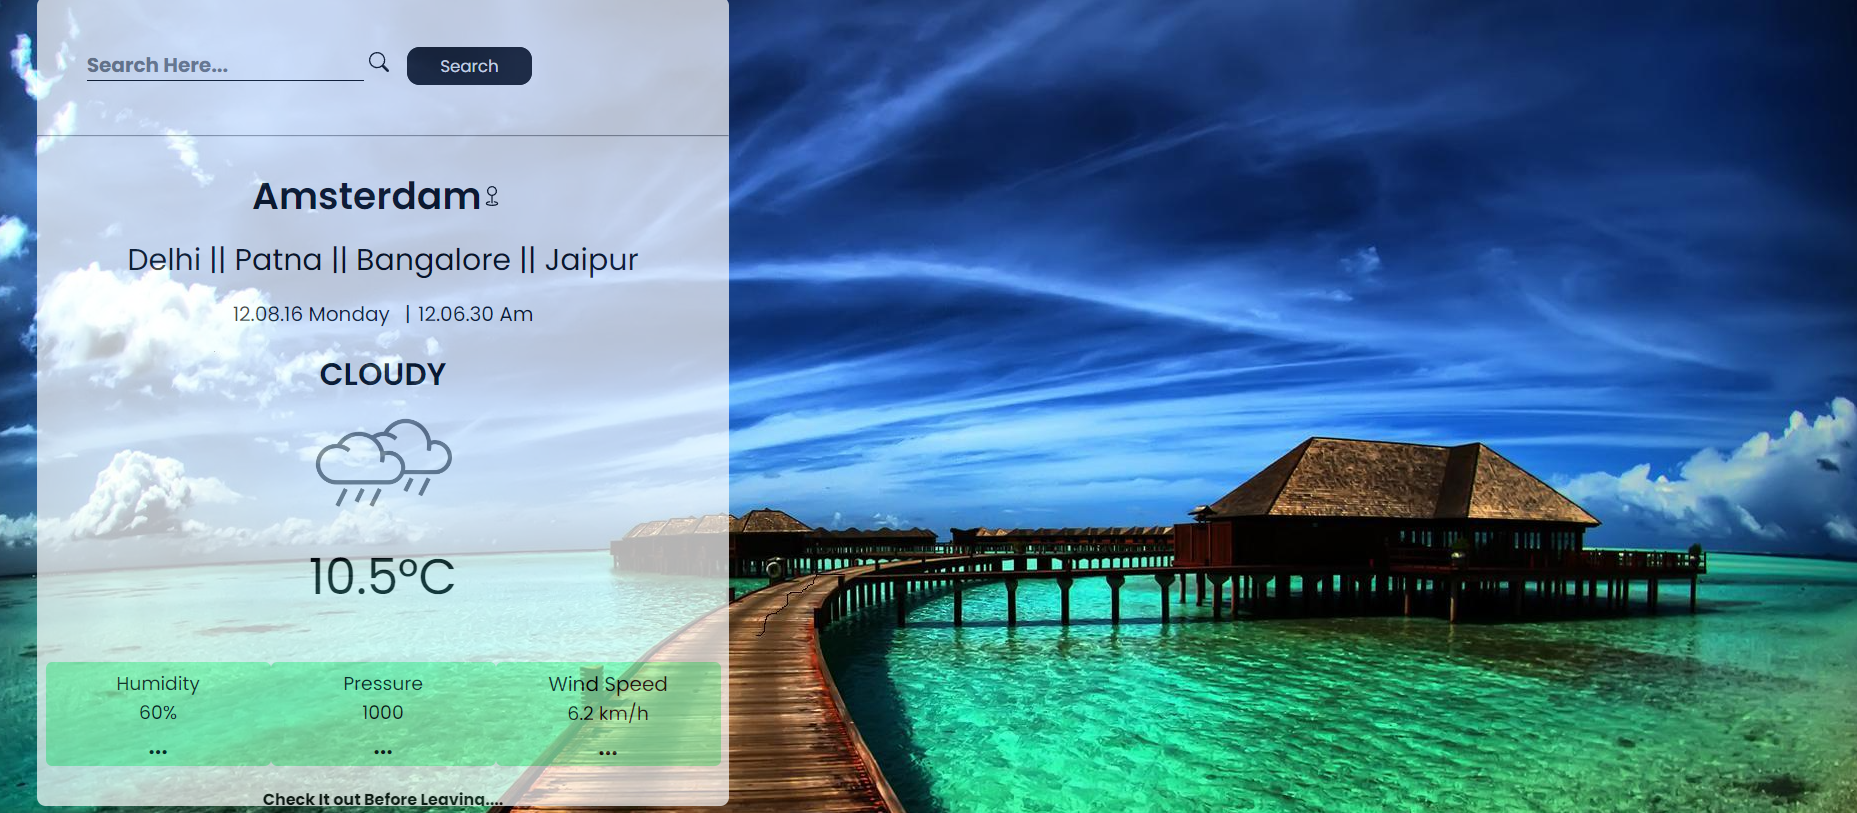 Search Here...
Search
Amsterdam
Delhi || Patna || Bangalore || Jaipur
12.08.16 Monday | 12.06.30 Am
CLOUDY
10.5°C
Humidity Pressure Wind Speed
60% 1000 6.2 km/h
... ... ...
Check It out Before Leaving....